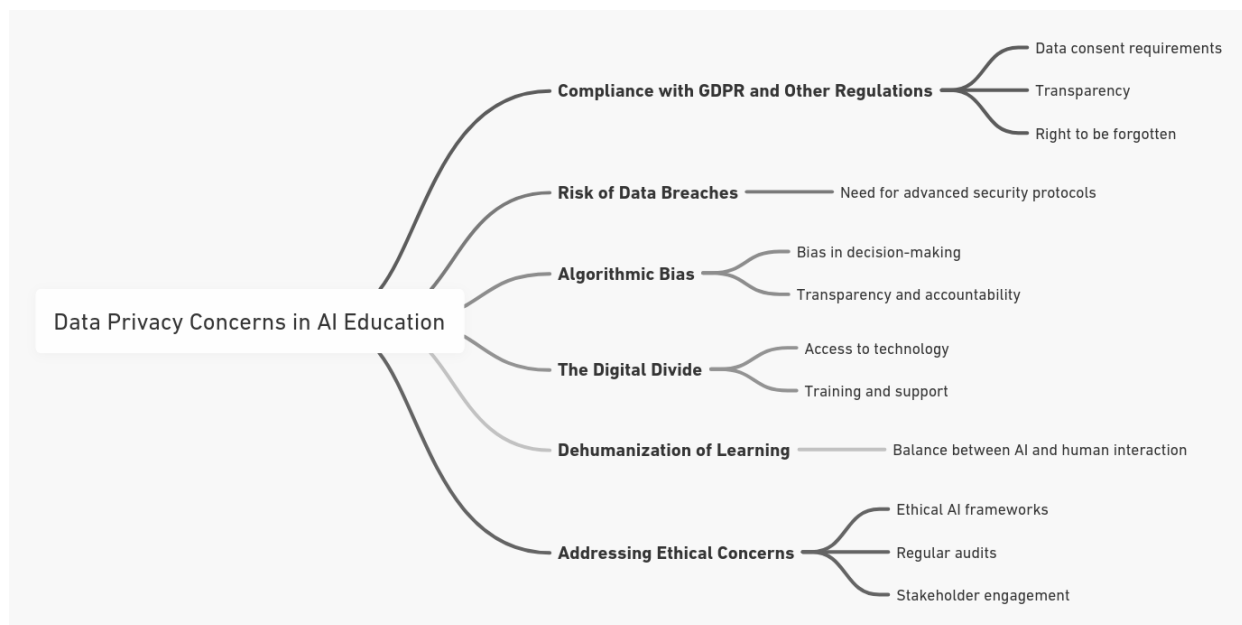 Data Privacy Concerns in AI Education
Compliance with GDPR and Other Regulations
Data consent requirements
Transparency
Right to be forgotten
Risk of Data Breaches
Need for advanced security protocols
Algorithmic Bias
Bias in decision-making
Transparency and accountability
The Digital Divide
Access to technology
Training and support
Dehumanization of Learning
Balance between AI and human interaction
Addressing Ethical Concerns
Ethical AI frameworks
Regular audits
Stakeholder engagement